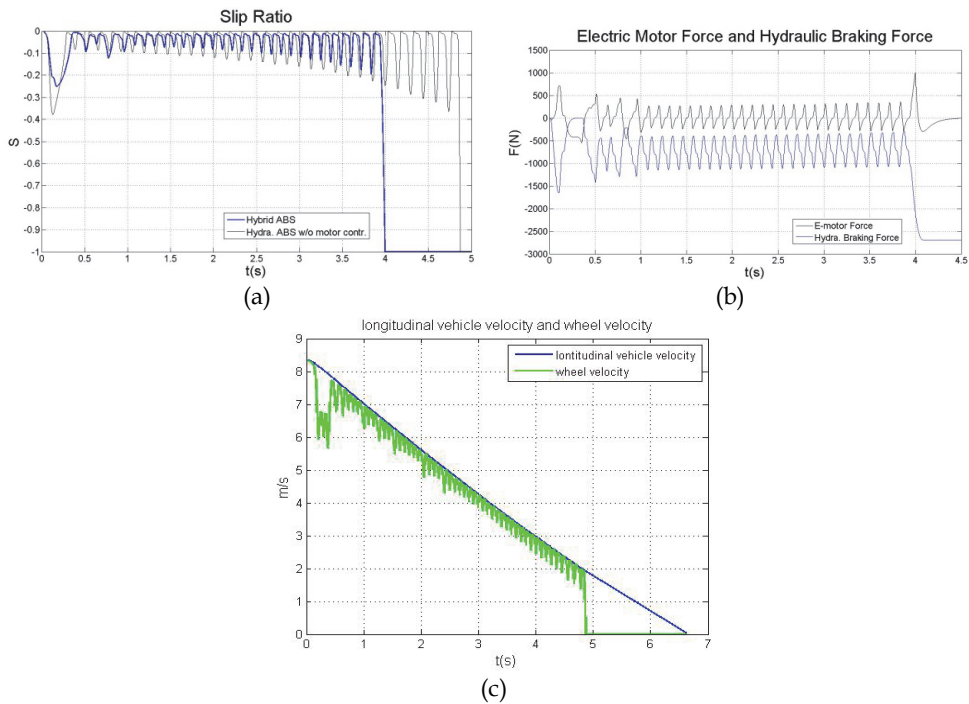 Slip Ratio
0
-0.1
-0.2
-0.3
-0.4
-0.5
-0.6
-0.7
-0.8
-0.9
-1
S
Hybrid ABS
Hydra. ABS w/o motor contr.
0 0.5 1 1.5 2 2.5 3 3.5 4 4.5 5
t(s)
(a)
Electric Motor Force and Hydraulic Braking Force
1500
1000
500
0
-500
-1000
-1500
-2000
-2500
-3000
F(N)
E-motor Force
Hydra. Braking Force
0 0.5 1 1.5 2 2.5 3 3.5 4 4.5
t(s)
(b)
longitudinal vehicle velocity and wheel velocity
9
8
7
6
5
4
3
2
1
0
m/s
lontitudinal vehicle velocity
wheel velocity
0 1 2 3 4 5 6 7
t(s)
(c)